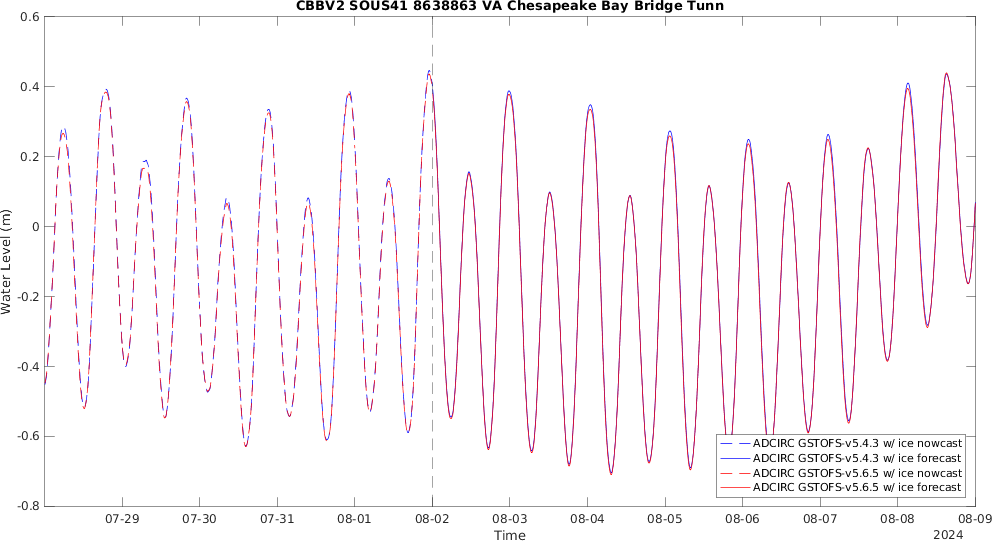 CBBV2 SOUS41 8638863 VA Chesapeake Bay Bridge Tunn
0.6
0.4
0.2
0
-0.2
-0.4
-0.6
-0.8
Water Level (m)
ADCIRC GSTOFS-v5.4.3 w/ ice nowcast
ADCIRC GSTOFS-v5.4.3 w/ ice forecast
ADCIRC GSTOFS-v5.6.5 w/ ice nowcast
ADCIRC GSTOFS-v5.6.5 w/ ice forecast
07-29 07-30 07-31 08-01 08-02 08-03 08-04 08-05 08-06 08-07 08-08 08-09
Time
2024